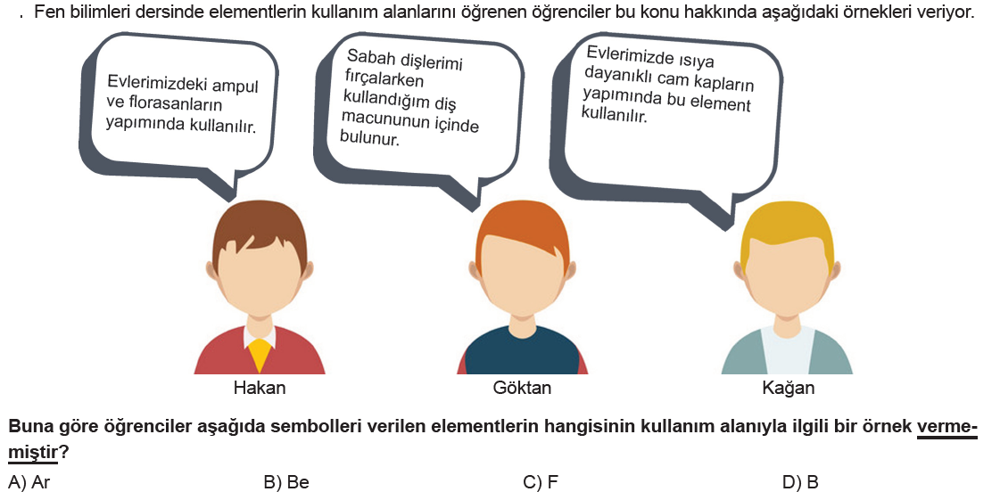 . Fen bilimleri dersinde elementlerin kullanım alanlarını öğrenen öğrenciler bu konu hakkında aşağıdaki örnekleri veriyor.
Evlerimizdeki ampul
ve florasanların
yapımında kullanılır.
Sabah dişlerimi
fırçalarken
kullandığım diş
macununun içinde
bulunur.
Evlerimizde ısıya
dayanıklı cam kapların
yapımında bu element
kullanılır.
Hakan
Göktan
Kağan
Buna göre öğrenciler aşağıda sembolleri verilen elementlerin hangisinin kullanım alanıyla ilgili bir örnek verme-
miştir?
A) Ar
B) Be
C) F
D) B